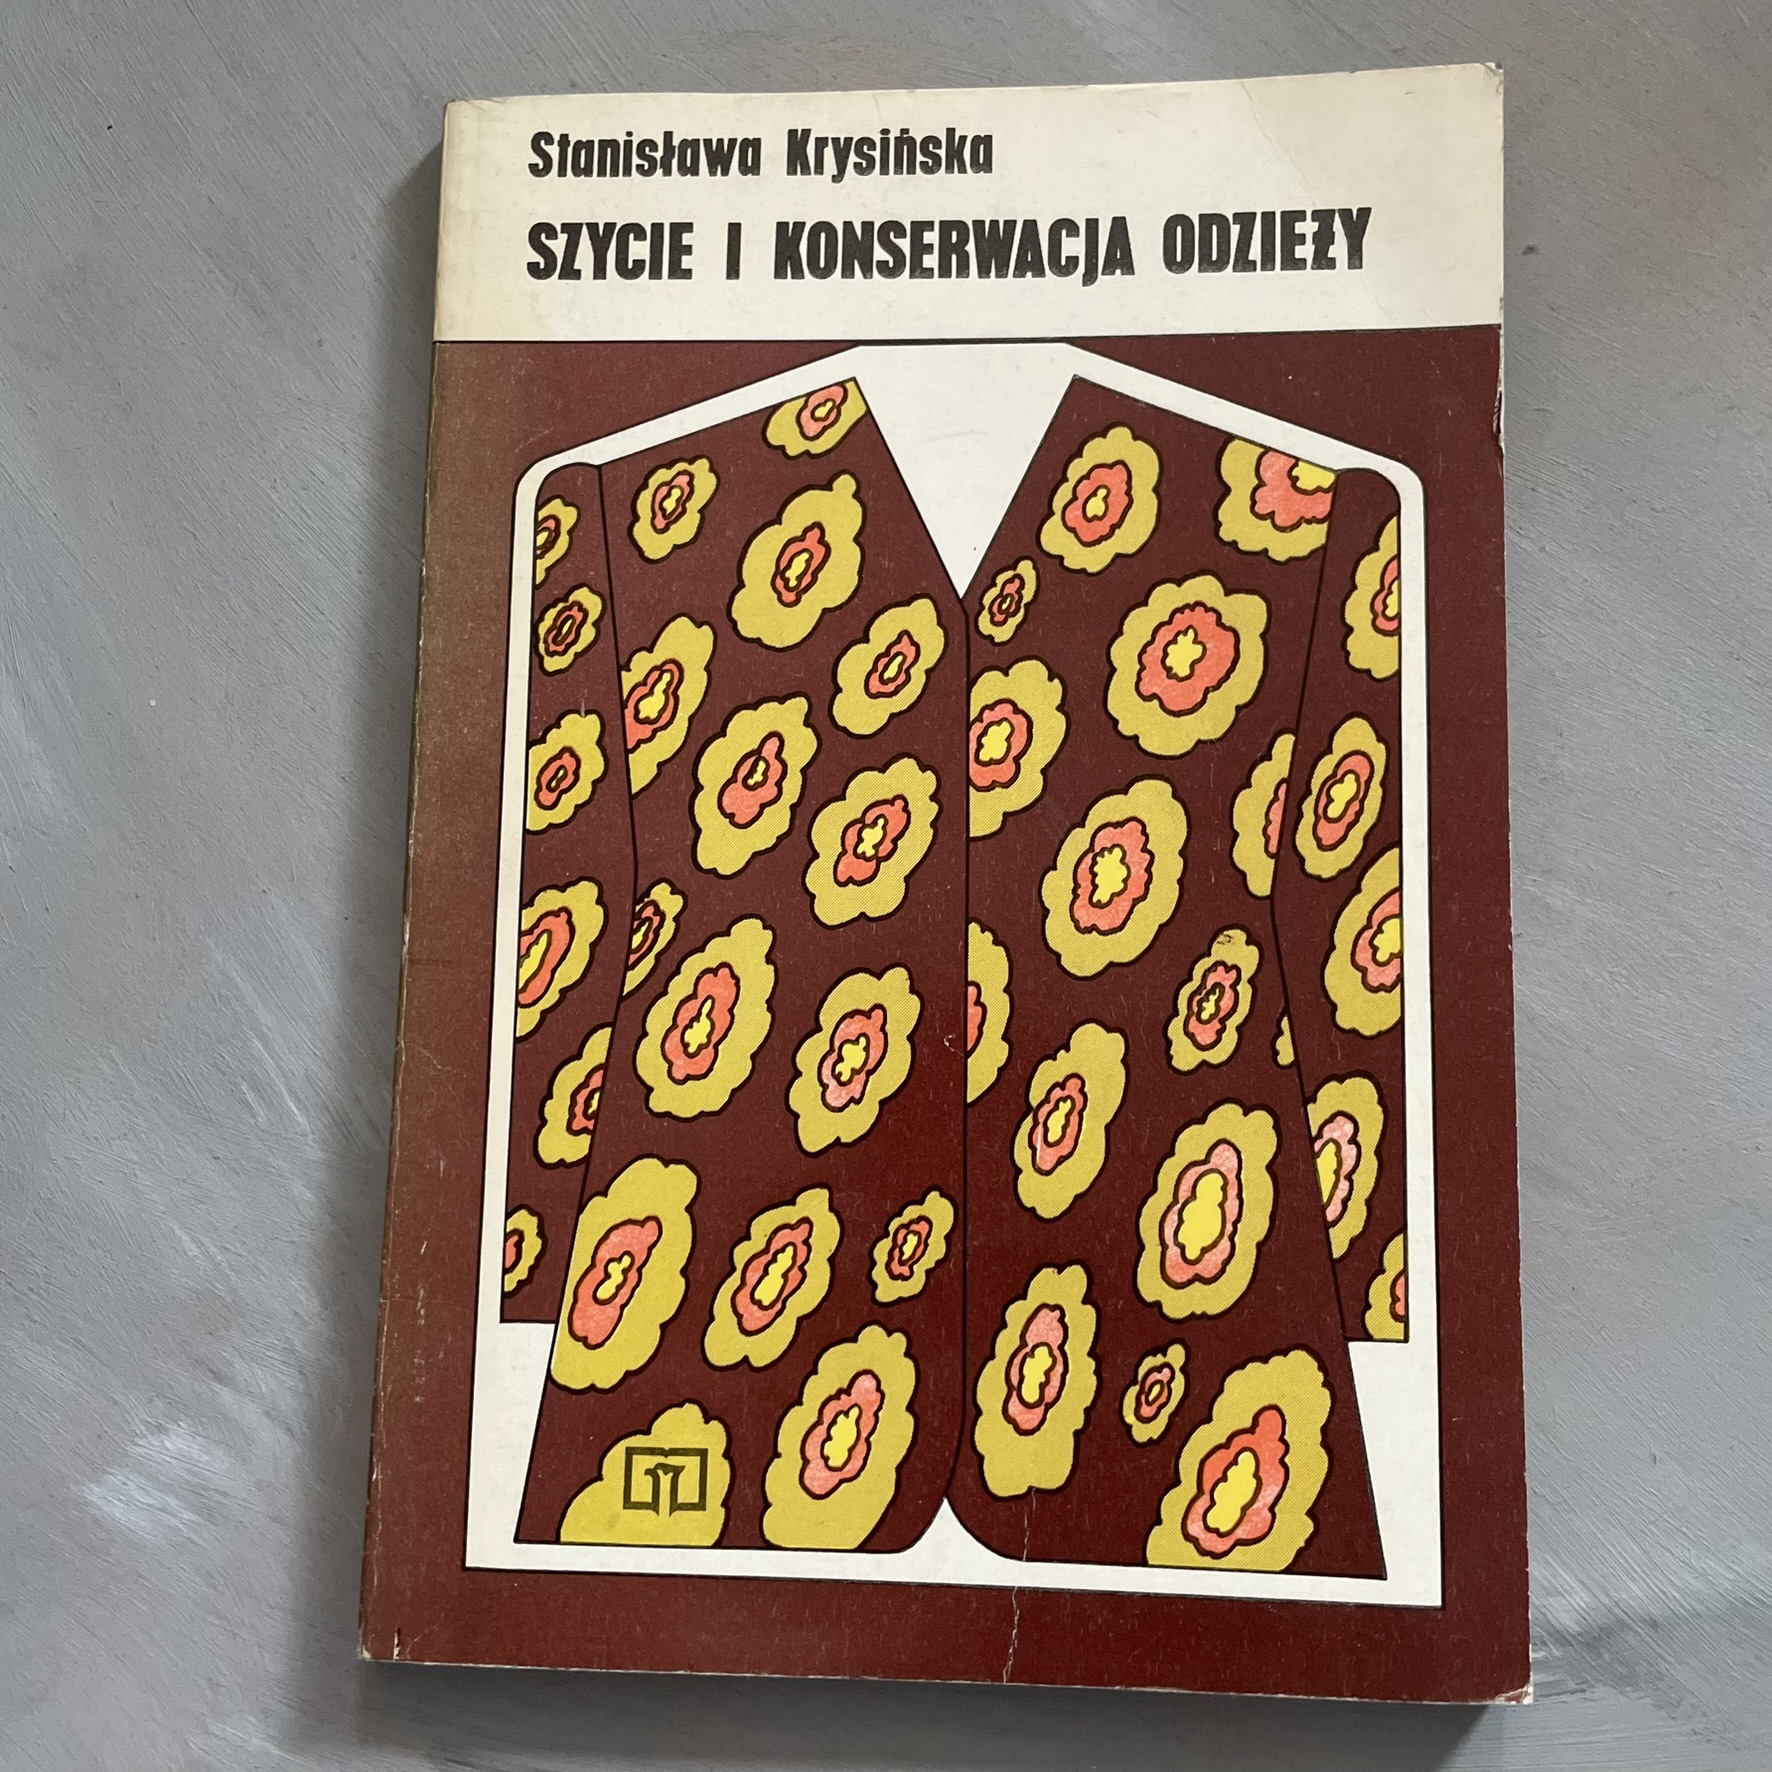 Stanisława Krysińska
SZYCIE I KONSERWACJA ODZIEŻY